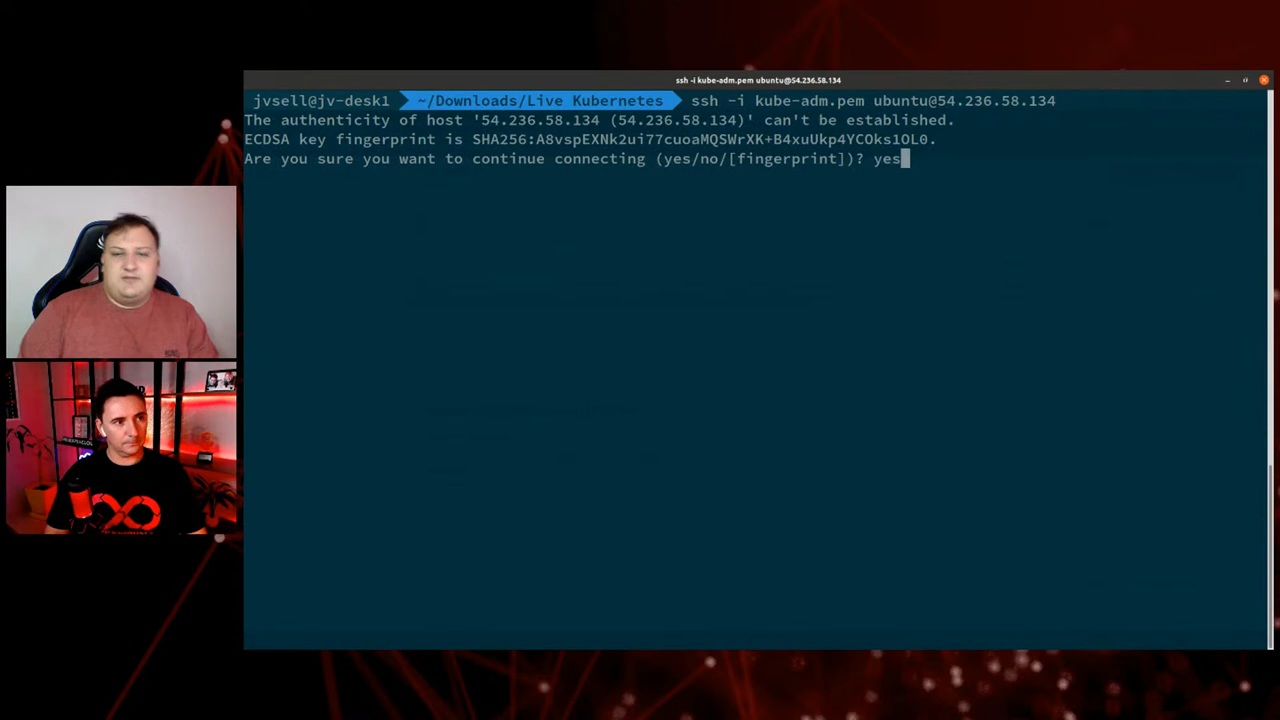 ssh -i kube-adm.pem ubuntu@54.236.58.134
jvsell@jv-desk1 ~/Downloads/Live Kubernetes ssh -i kube-adm.pem ubuntu@54.236.58.134
The authenticity of host '54.236.58.134 (54.236.58.134)' can't be established.
ECDSA key fingerprint is SHA256:A8vspEXNk2ui77cuoaMQSWrXK+B4xuUkp4YCOks1OL0.
Are you sure you want to continue connecting (yes/no/[fingerprint])? yes